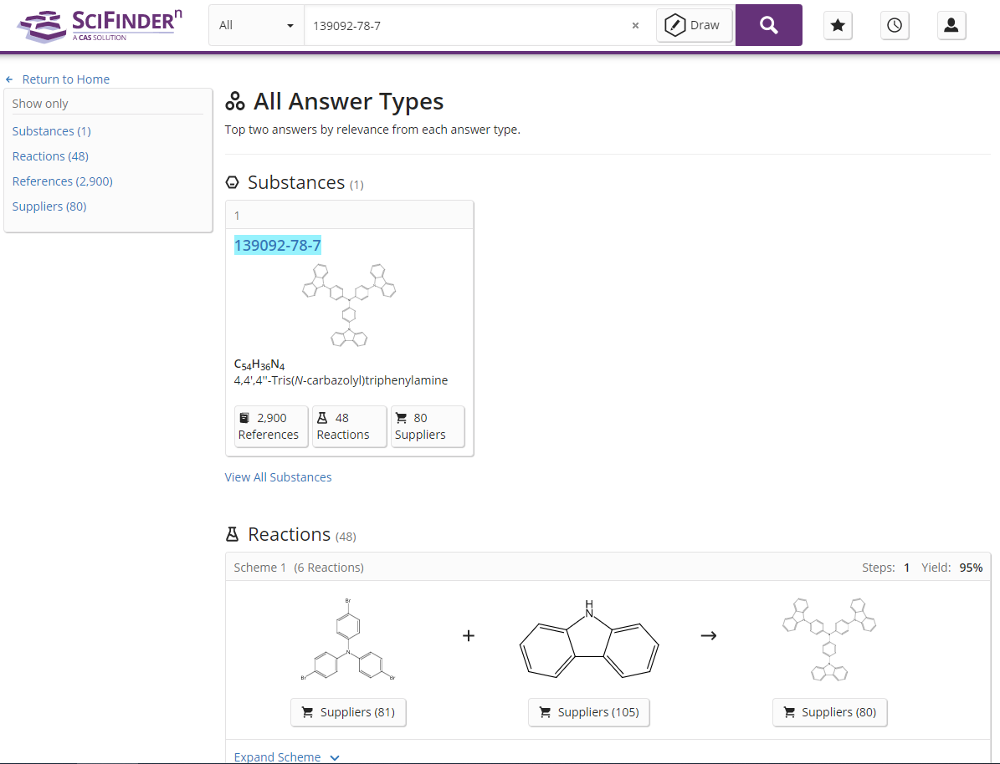 SCIFINDERⁿ
A CAS SOLUTION
All
139092-78-7
×
Draw
Return to Home
Show only
Substances (1)
Reactions (48)
References (2,900)
Suppliers (80)
All Answer Types
Top two answers by relevance from each answer type.
Substances (1)
1
139092-78-7
C₅₄H₃₆N₄
4,4',4''-Tris(N-carbazolyl)triphenylamine
2,900
References
48
Reactions
80
Suppliers
View All Substances
Reactions (48)
Scheme 1 (6 Reactions)
Steps: 1 Yield: 95%
Br
N
Br
Br
+
H
N
→
Suppliers (81)
Suppliers (105)
Suppliers (80)
Expand Scheme